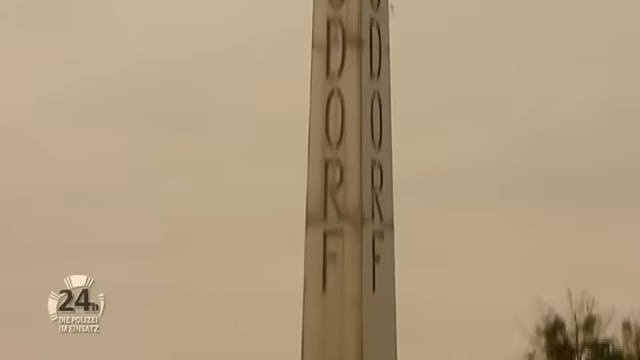 DORF
DORF
24h
DIE POLIZEI
IM EINSATZ